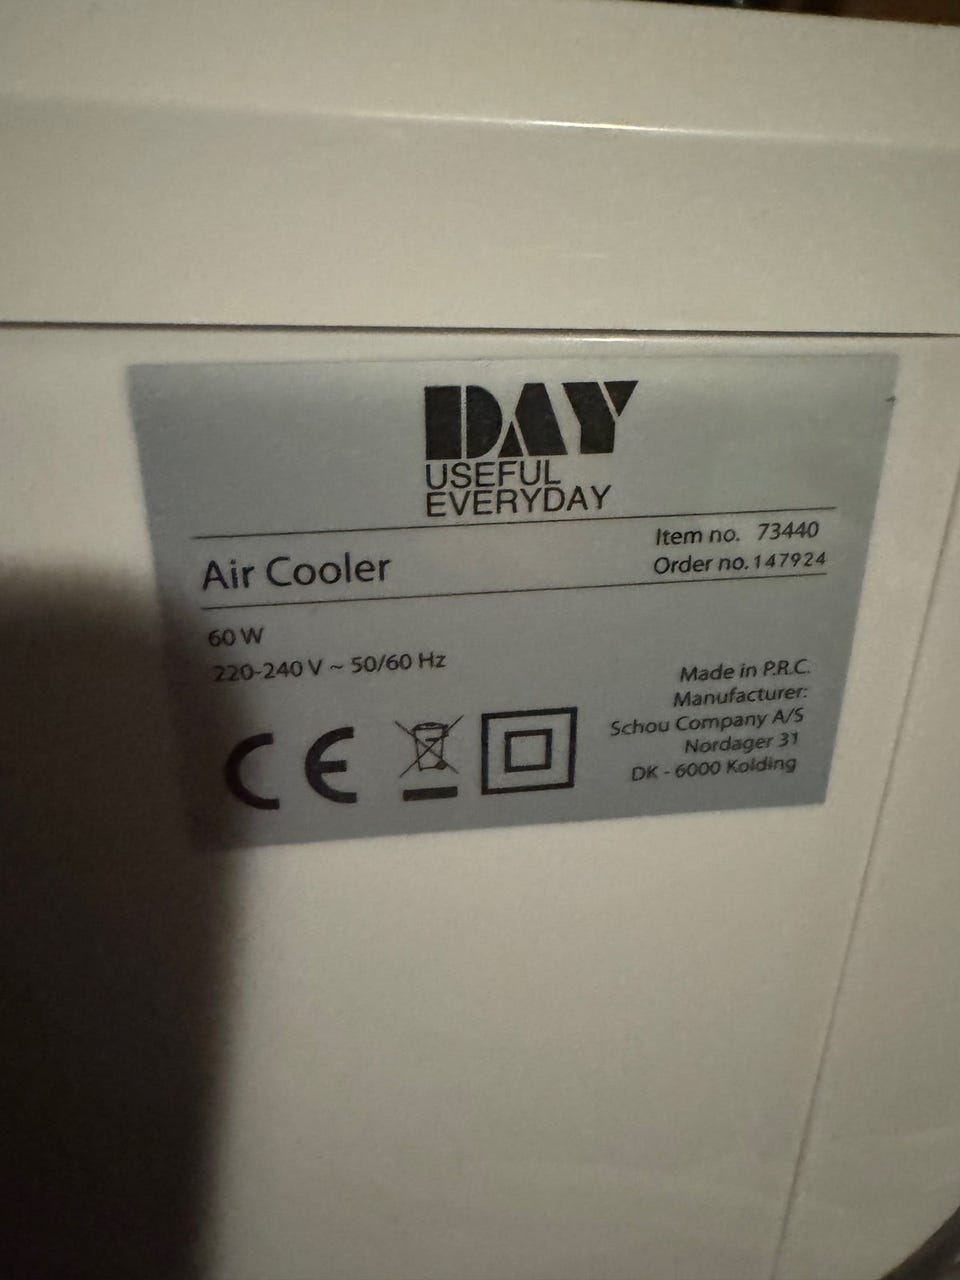 DAY
USEFUL
EVERYDAY
Air Cooler
Item no. 73440
Order no. 147924
60 W
220-240 V ~ 50/60 Hz
CE
Made in P.R.C.
Manufacturer:
Schou Company A/S
Nordager 31
DK - 6000 Kolding